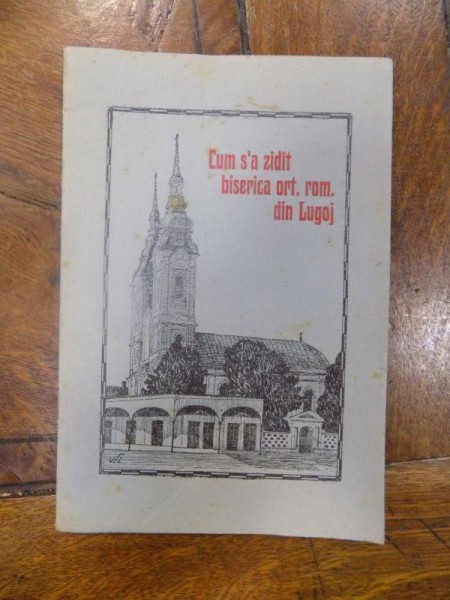 Cum s'a zidit
biserica ort. rom.
din Lugoj